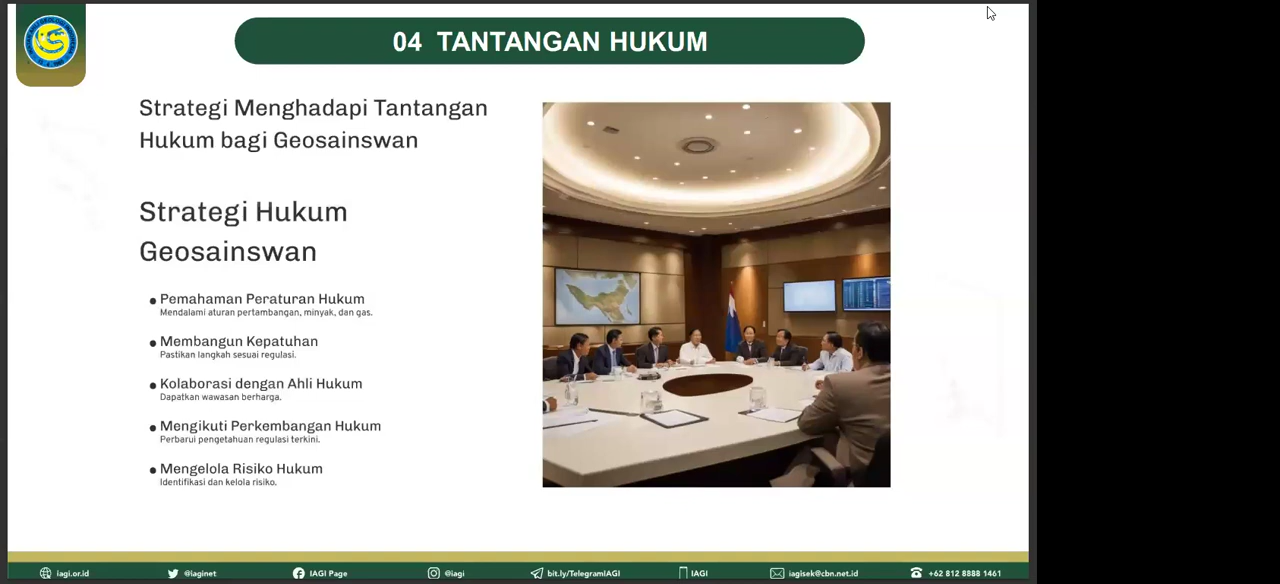 04 TANTANGAN HUKUM
Strategi Menghadapi Tantangan
Hukum bagi Geosainswan
Strategi Hukum
Geosainswan
Pemahaman Peraturan Hukum
Mendalami aturan pertambangan, minyak, dan gas.
Membangun Kepatuhan
Pastikan langkah sesuai regulasi.
Kolaborasi dengan Ahli Hukum
Dapatkan wawasan berharga.
Mengikuti Perkembangan Hukum
Perbarui pengetahuan regulasi terkini.
Mengelola Risiko Hukum
Identifikasi dan kelola risiko.
iagi.or.id
@iaginet
IAGI Page
@iagi
bit.ly/TelegramIAGI
IAGI
iagisek@cbn.net.id
+62 812 8888 1461